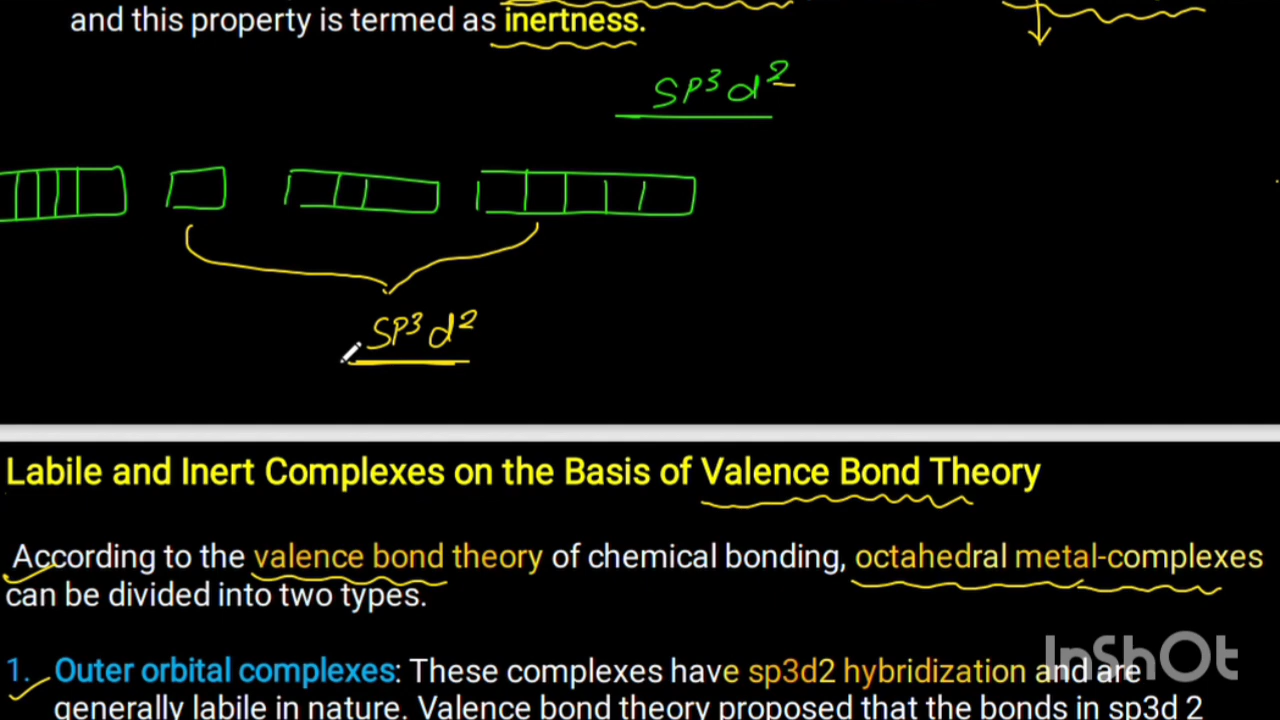 and this property is termed as inertness.
sp³d²
sp³d²
Labile and Inert Complexes on the Basis of Valence Bond Theory
According to the valence bond theory of chemical bonding, octahedral metal-complexes
can be divided into two types.
1. Outer orbital complexes: These complexes have sp3d2 hybridization and are
generally labile in nature. Valence bond theory proposed that the bonds in sp3d 2
InShOt